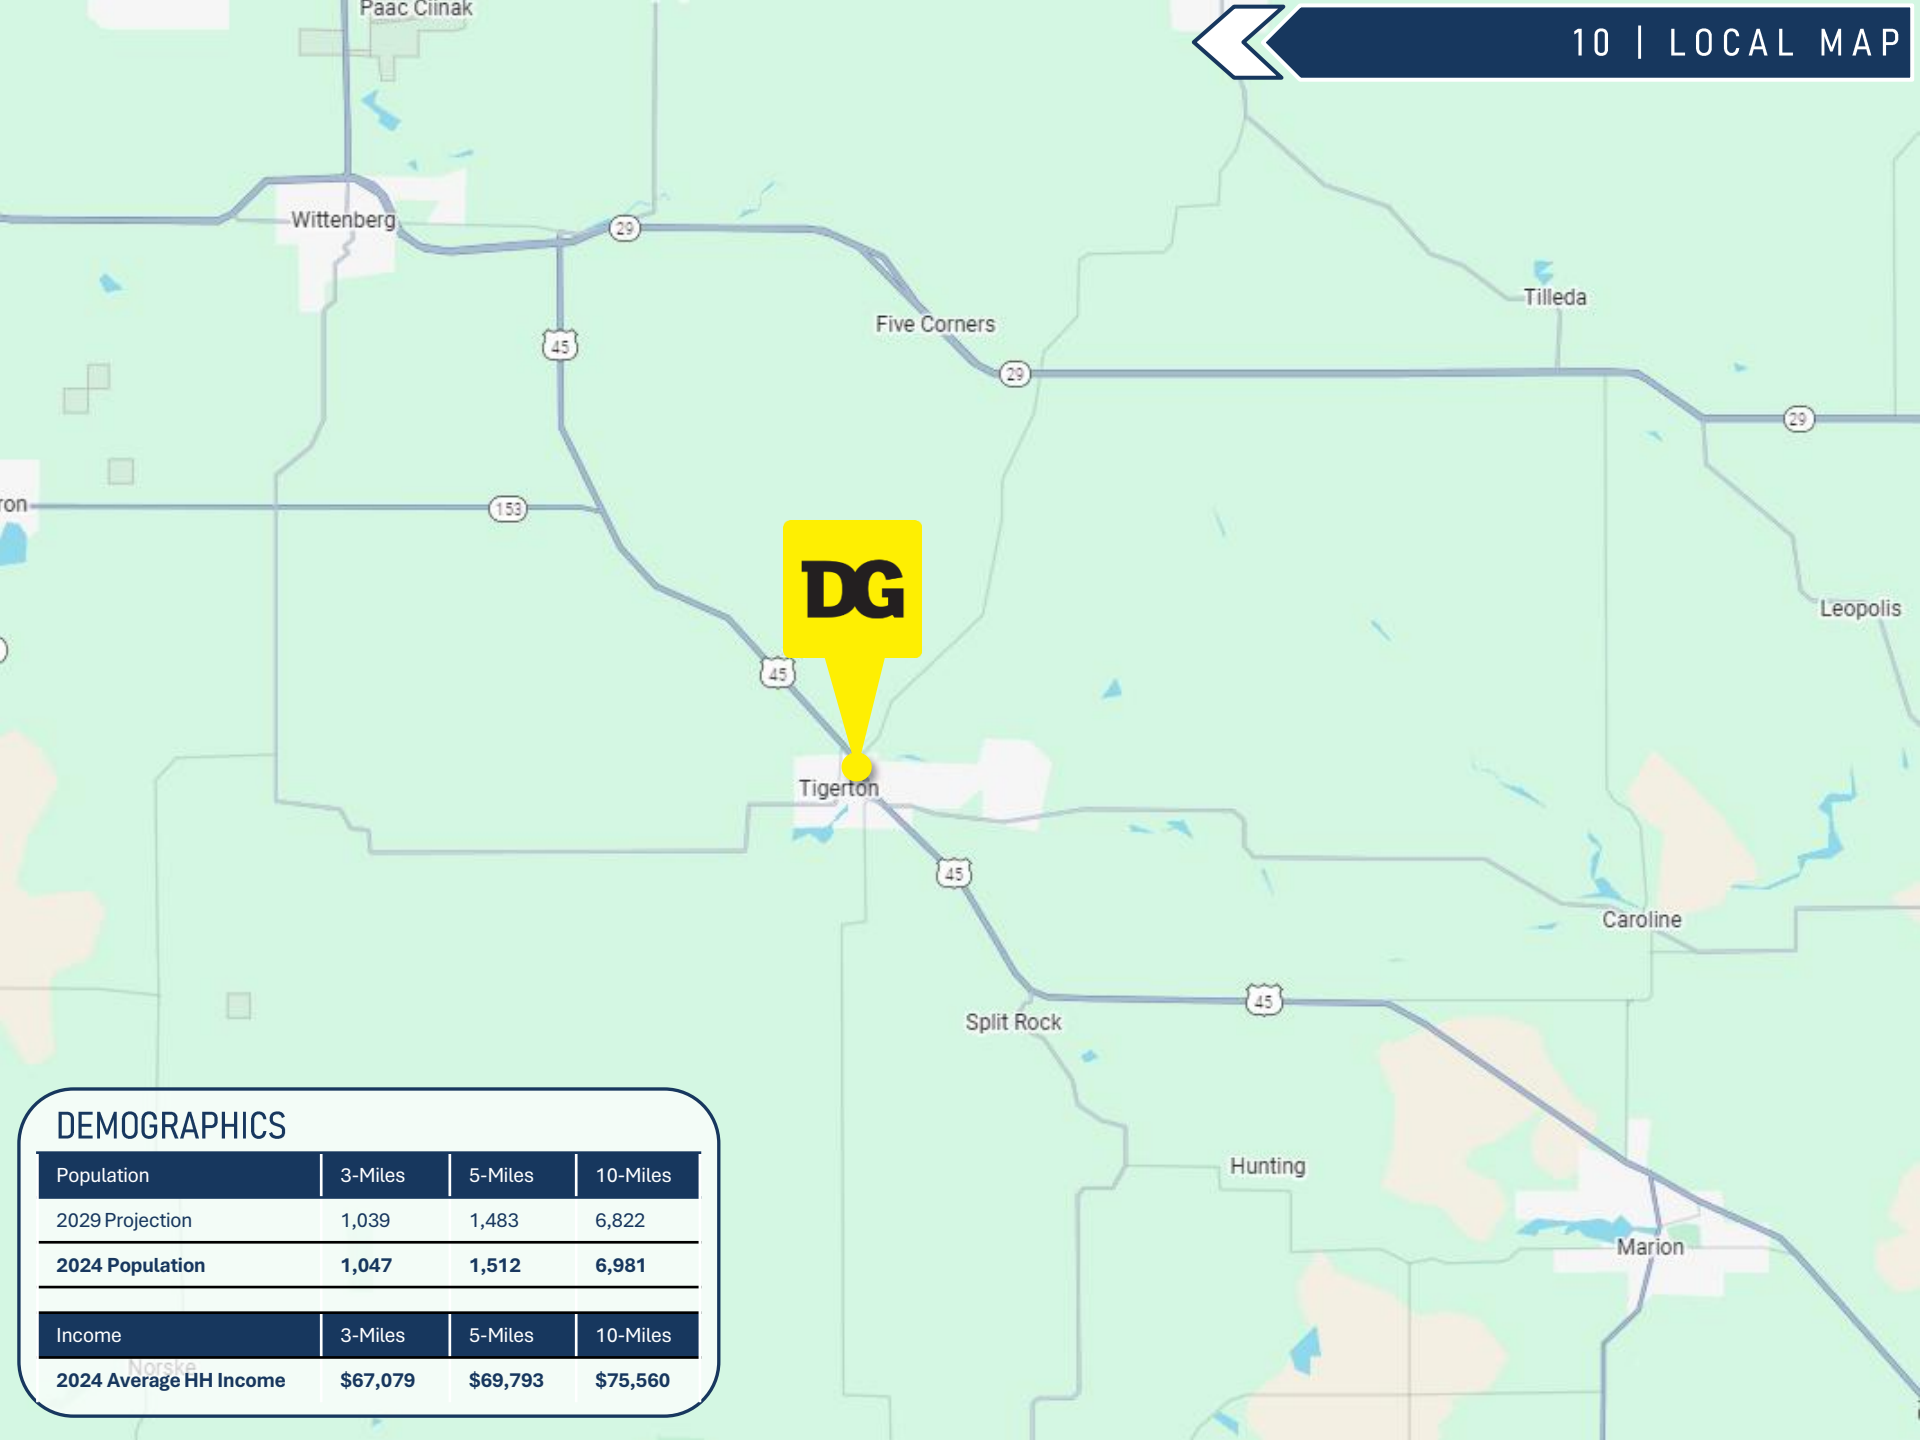 Paac Ciinak
10 | LOCAL MAP
Wittenberg
29
Tilleda
Five Corners
45
29
29
ron
153
DG
Leopolis
45
Tigerton
45
Caroline
45
Split Rock
Hunting
Marion
DEMOGRAPHICS
Population 3-Miles 5-Miles 10-Miles
2029 Projection 1,039 1,483 6,822
2024 Population 1,047 1,512 6,981
Income 3-Miles 5-Miles 10-Miles
Norske
2024 Average HH Income $67,079 $69,793 $75,560